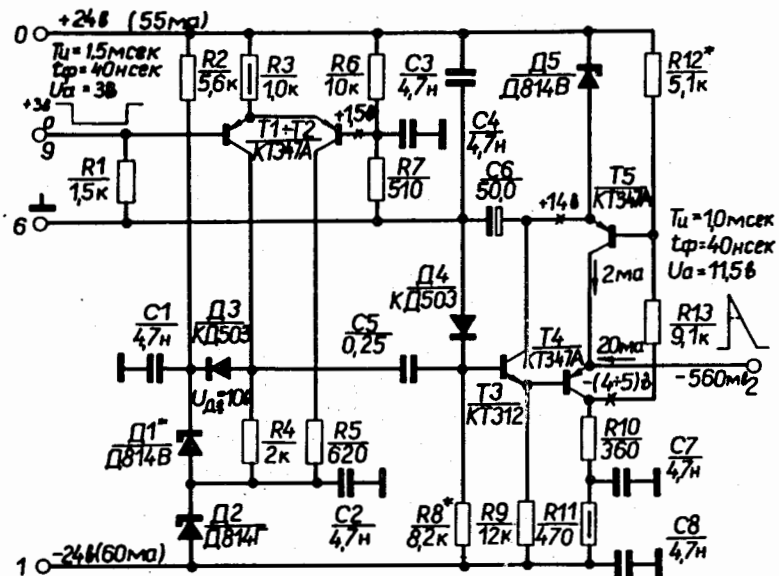 0 +24в (55ма)
Tи=1,5мсек
tф=40нсек
Uа=3в
+3в
0
9
R1
1,5к
6
R2
5,6к
R3
1,0к
R6
10к
C3
4,7н
Д5
Д814В
R12*
5,1к
T1÷T2
КТ347А
+1,5в
C4
4,7н
R7
510
C6
50,0
+14в
T5
КТ347А
Tи=1,0мсек
tф=40нсек
Uа=11,5в
2ма
C1
4,7н
Д3
КД503
Д4
КД503
C5
0,25
T4
КТ347А
20ма
R13
9,1к
-560мв
2
-(4÷5)в
T3
КТ312
Д1*
Д814В
R4
2к
R5
620
R10
360
C7
4,7н
Д2
Д814Г
C2
4,7н
R8*
8,2к
R9
12к
R11
470
C8
4,7н
1 -24в(60ма)